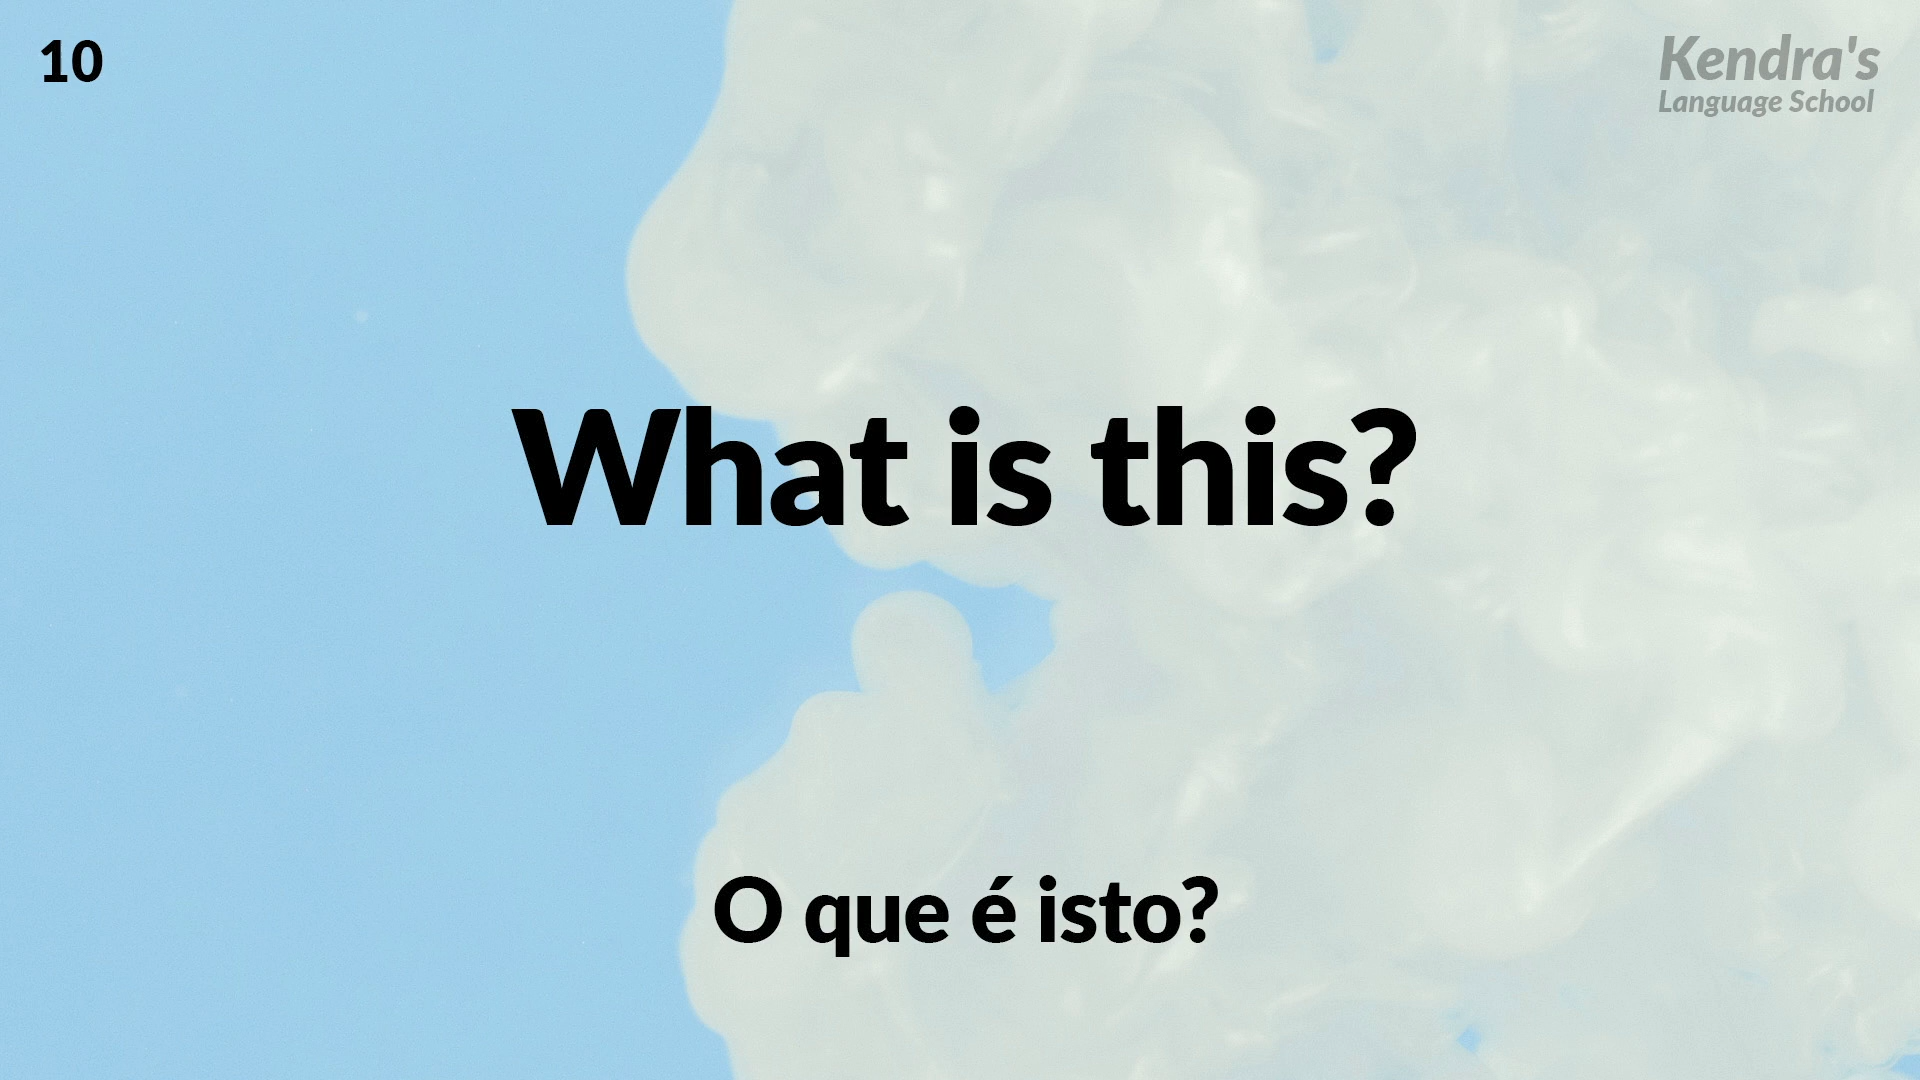 10
Kendra's
Language School
What is this?
O que é isto?